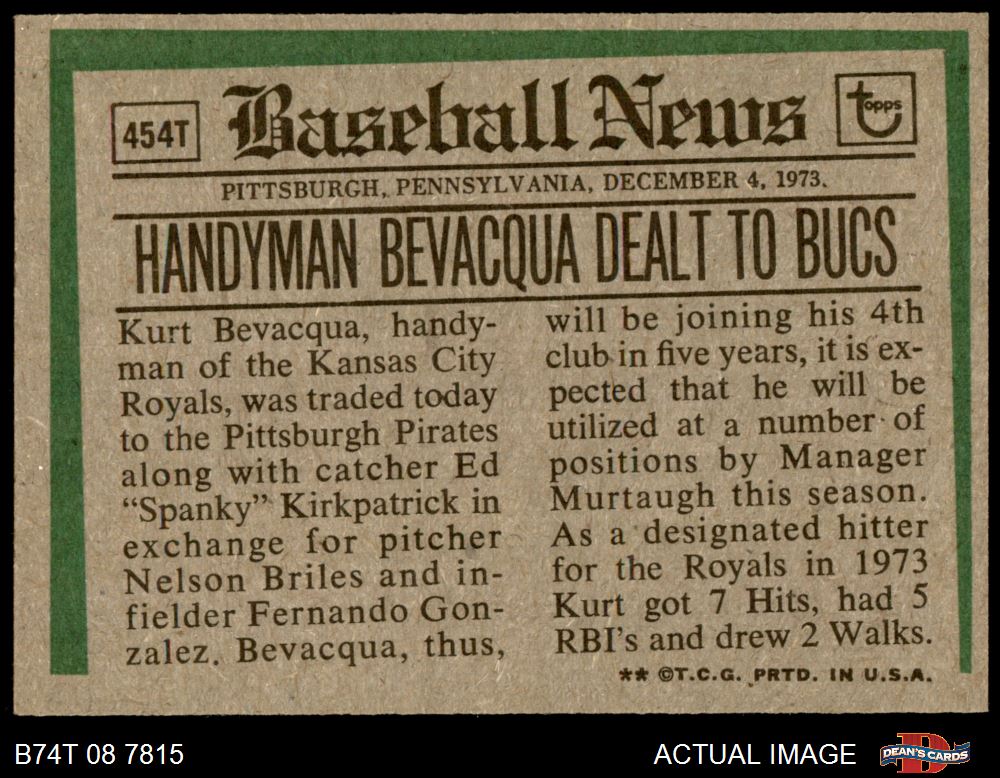 454T
Baseball News
topps
PITTSBURGH, PENNSYLVANIA, DECEMBER 4, 1973.
HANDYMAN BEVACQUA DEALT TO BUCS
Kurt Bevacqua, handy-
man of the Kansas City
Royals, was traded today
to the Pittsburgh Pirates
along with catcher Ed
“Spanky” Kirkpatrick in
exchange for pitcher
Nelson Briles and in-
fielder Fernando Gon-
zalez. Bevacqua, thus,
will be joining his 4th
club in five years, it is ex-
pected that he will be
utilized at a number of
positions by Manager
Murtaugh this season.
As a designated hitter
for the Royals in 1973
Kurt got 7 Hits, had 5
RBI's and drew 2 Walks.
** ©T.C.G. PRTD. IN U.S.A.
B74T 08 7815
ACTUAL IMAGE
D
DEAN'S CARDS